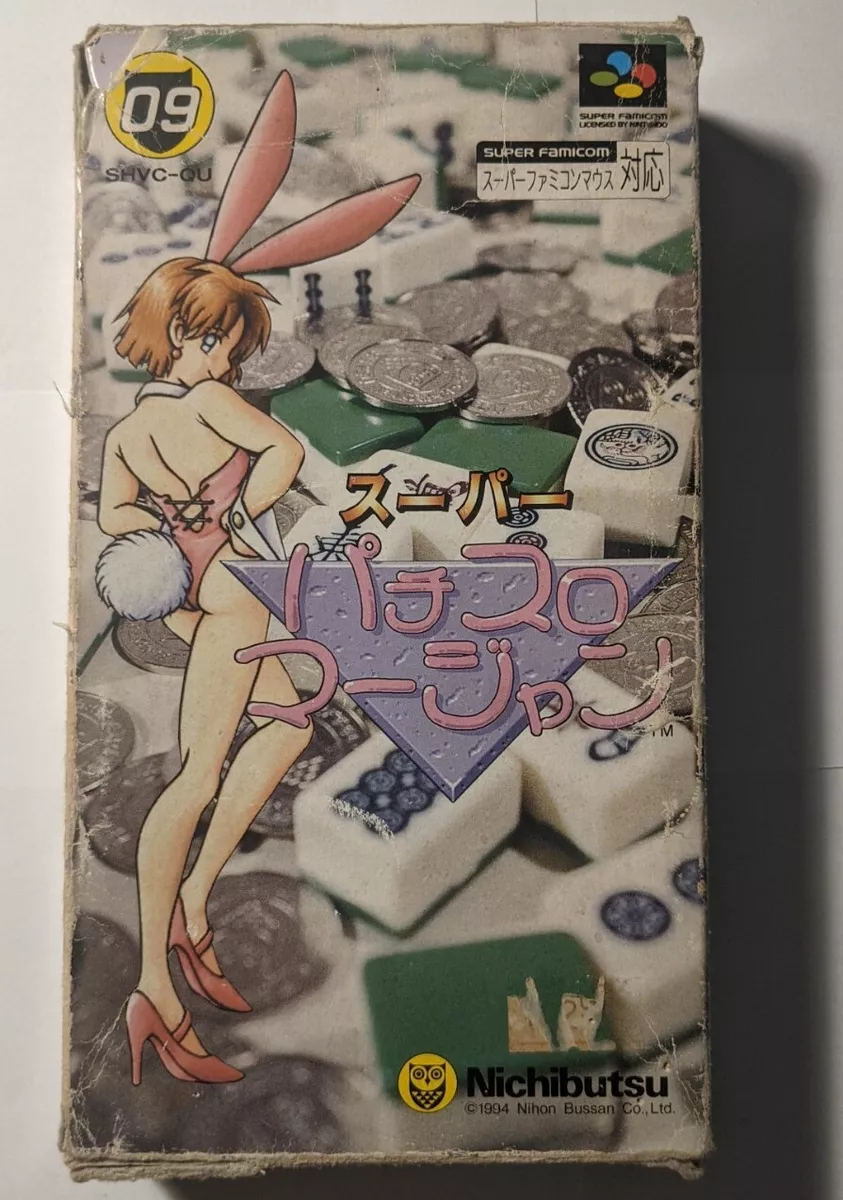 09
SHVC-QU
SUPER FAMICOM
LICENSED BY NINTENDO
SUPER FAMICOM
スーパーファミコンマウス 対応
スーパー
パチスロ
マージャン
TM
Nichibutsu
©1994 Nihon Bussan Co., Ltd.